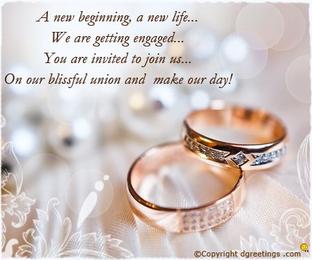 A new beginning, a new life...
We are getting engaged...
You are invited to join us...
On our blissful union and make our day!
©Copyright dgreetings .com